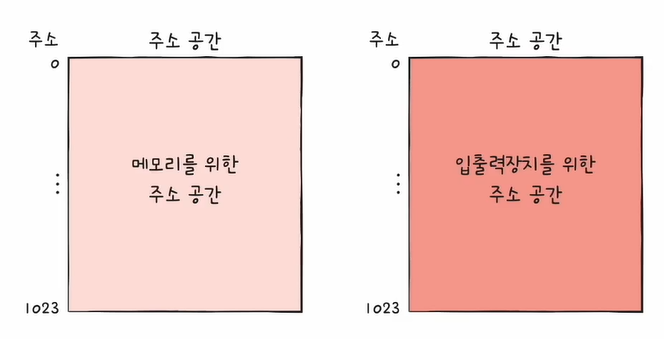 주소 주소 공간
0
메모리를 위한
주소 공간
⋮
1023
주소 주소 공간
0
입출력장치를 위한
주소 공간
⋮
1023